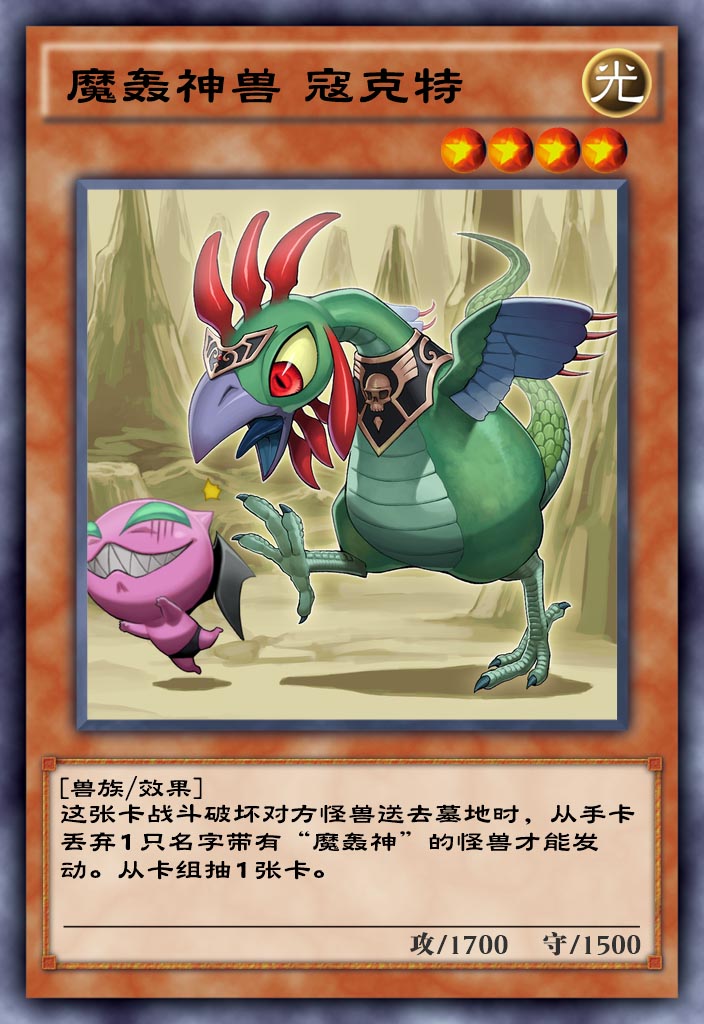 魔轰神兽 寇克特
光
[兽族/效果]
这张卡战斗破坏对方怪兽送去墓地时，从手卡
丢弃1只名字带有“魔轰神”的怪兽才能发
动。从卡组抽1张卡。
攻/1700 守/1500